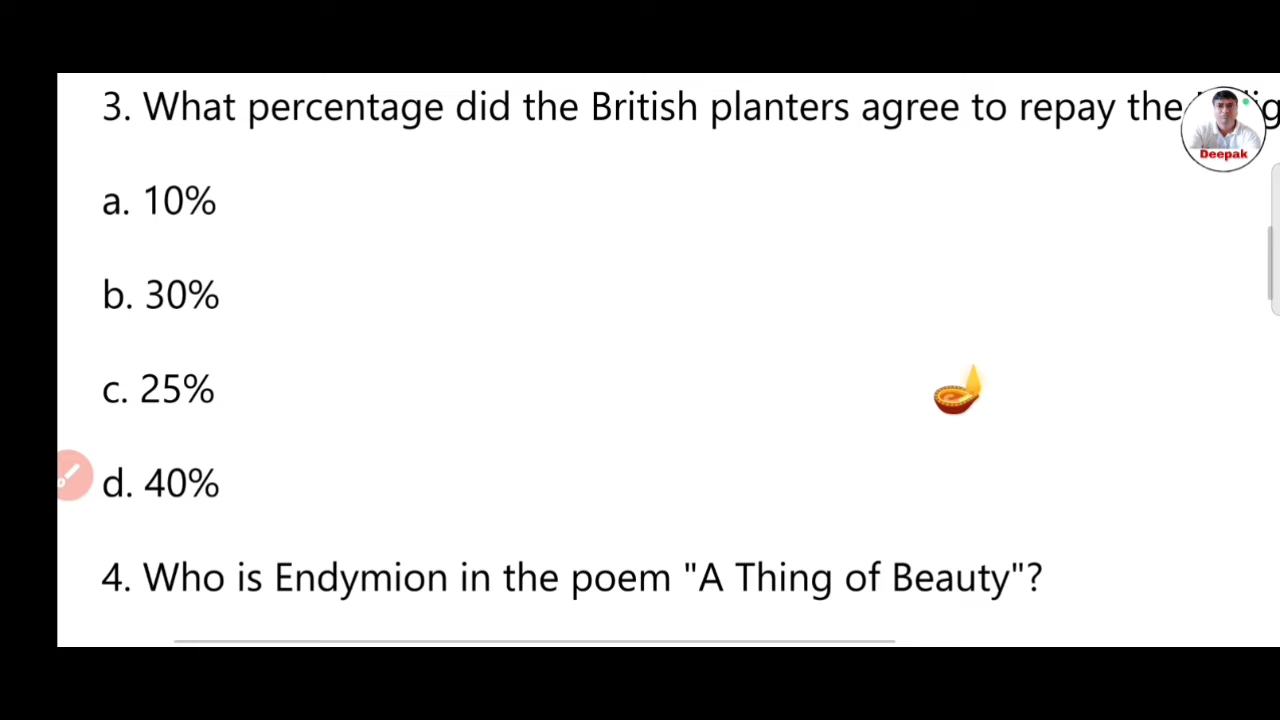 3. What percentage did the British planters agree to repay the
Deepak
a. 10%
b. 30%
c. 25%
d. 40%
4. Who is Endymion in the poem "A Thing of Beauty"?